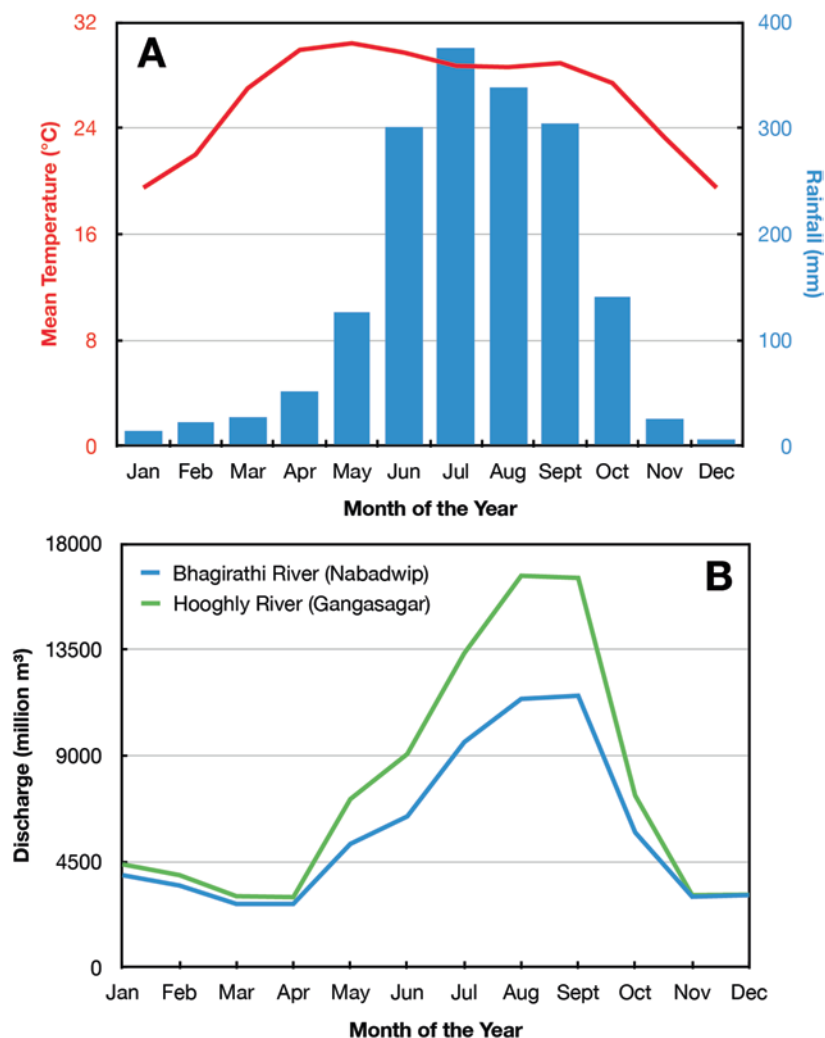 A
32
24
16
8
0
Mean Temperature (°C)
400
300
200
100
0
Rainfall (mm)
Jan Feb Mar Apr May Jun Jul Aug Sept Oct Nov Dec
Month of the Year
B
18000
13500
9000
4500
0
Discharge (million m³)
Bhagirathi River (Nabadwip)
Hooghly River (Gangasagar)
Jan Feb Mar Apr May Jun Jul Aug Sept Oct Nov Dec
Month of the Year